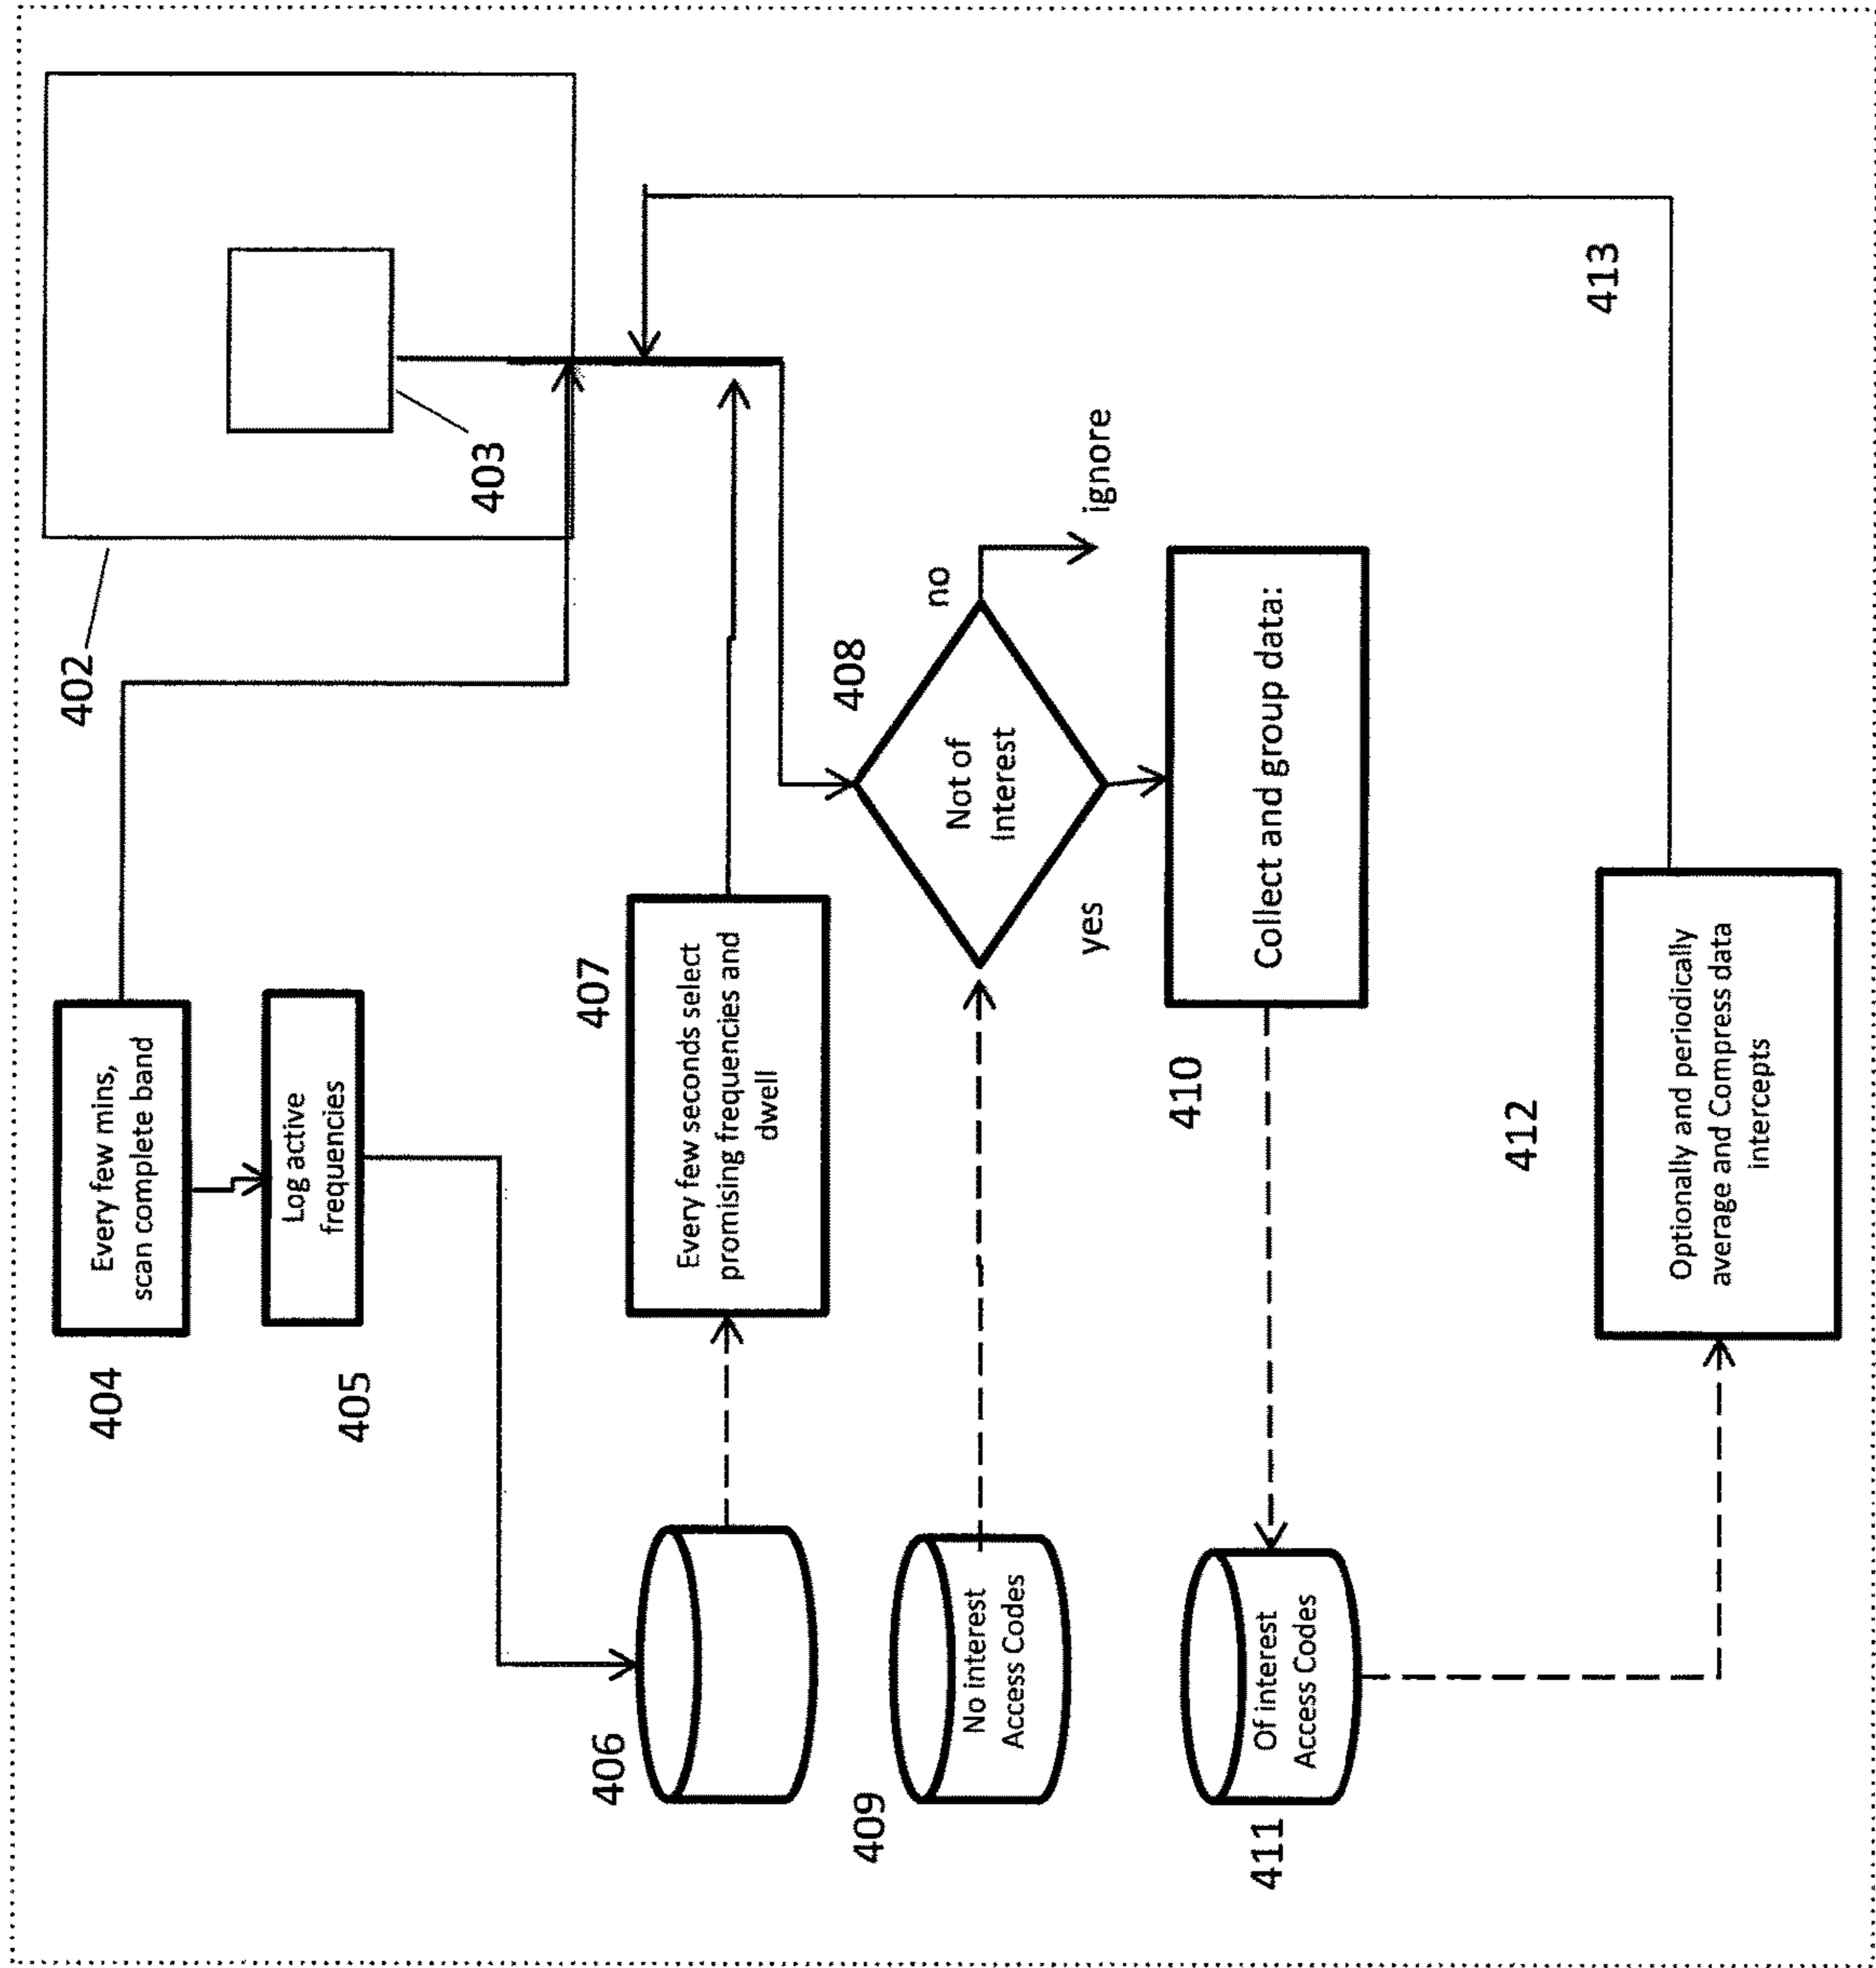 402
403
404
Every few mins,
scan complete band
405
Log active
frequencies
406
407
Every few seconds select
promising frequencies and
dwell
408
Not of
Interest
no
ignore
yes
409
No interest
Access Codes
410
Collect and group data:
411
Of interest
Access Codes
412
Optionally and periodically
average and Compress data
intercepts
413